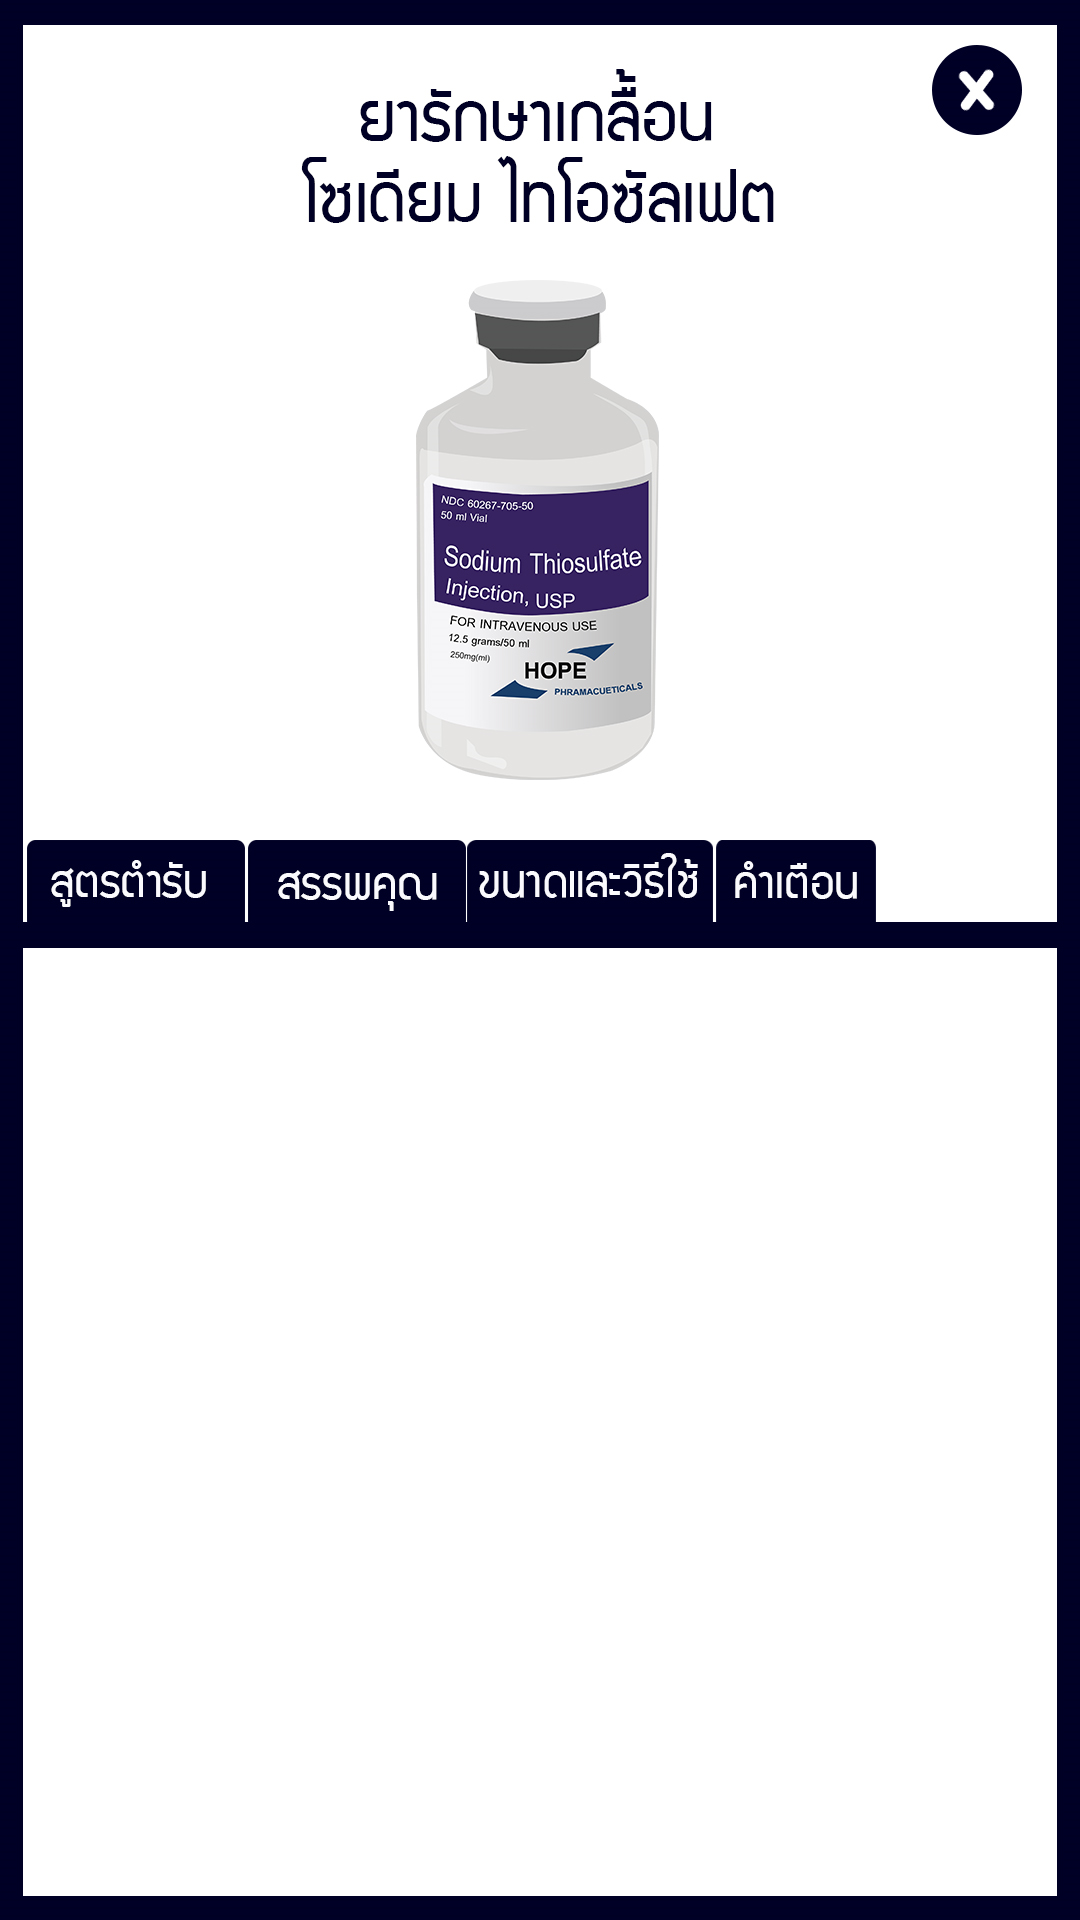 X
ยารักษาเกลื้อน
โซเดียม ไทโอซัลเฟต
NDC 60267-705-50
50 ml Vial
Sodium Thiosulfate
Injection, USP
FOR INTRAVENOUS USE
12.5 grams/50 ml
250mg(ml)
HOPE
PHRAMACUETICALS
สูตรตำรับ สรรพคุณ ขนาดและวิธีใช้ คำเตือน